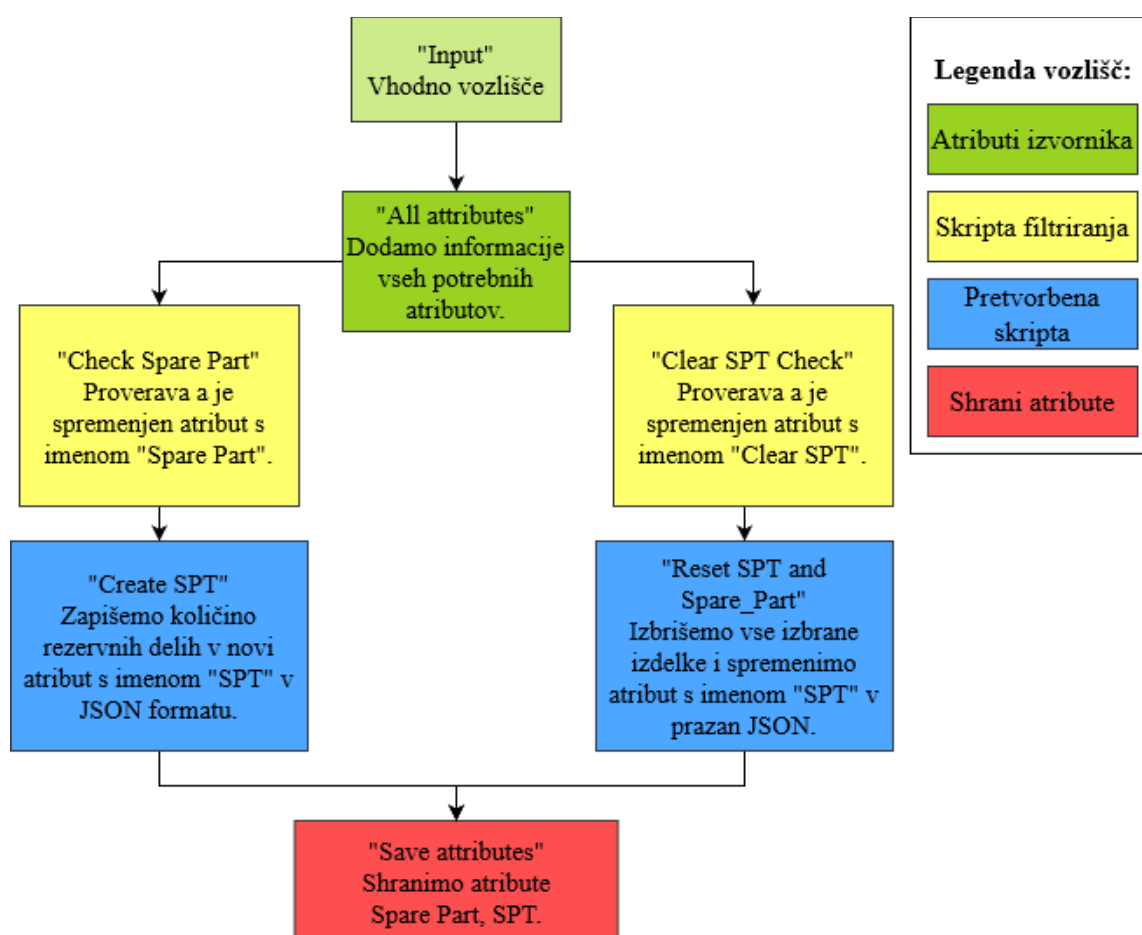 "Input"
Vhodno vozlišče
"All attributes"
Dodamo informacije
vseh potrebnih
atributov.
"Check Spare Part"
Proverava a je
spremenjen atribut s
imenom "Spare Part".
"Clear SPT Check"
Proverava a je
spremenjen atribut s
imenom "Clear SPT".
"Create SPT"
Zapišemo količino
rezervnih delih v novi
atribut s imenom "SPT" v
JSON formatu.
"Reset SPT and
Spare_Part"
Izbrišemo vse izbrane
izdelke i spremenimo
atribut s imenom "SPT" v
prazan JSON.
"Save attributes"
Shranimo atribute
Spare Part, SPT.
Legenda vozlišč:
Atributi izvornika
Skripta filtriranja
Pretvorbena
skripta
Shrani atribute